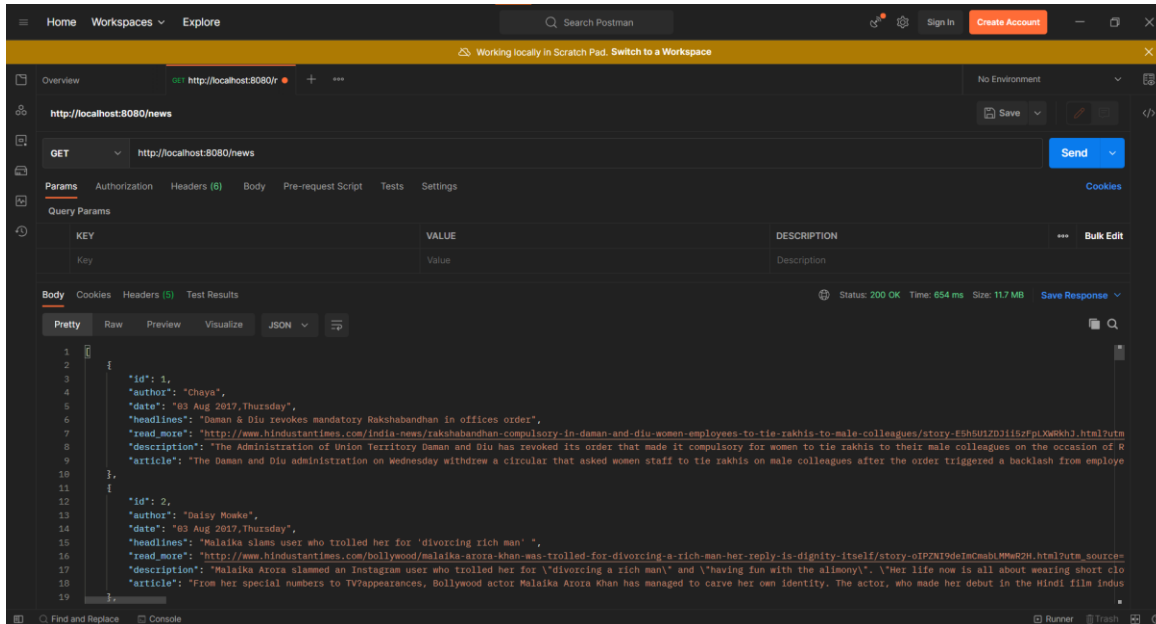 Home Workspaces Explore Search Postman Sign In Create Account
Working locally in Scratch Pad. Switch to a Workspace
Overview GET http://localhost:8080/r No Environment
http://localhost:8080/news Save
GET http://localhost:8080/news Send
Params Authorization Headers (6) Body Pre-request Script Tests Settings Cookies
Query Params
KEY VALUE DESCRIPTION Bulk Edit
Key Value Description
Body Cookies Headers (5) Test Results Status: 200 OK Time: 654 ms Size: 11.7 MB Save Response
Pretty Raw Preview Visualize JSON
1 [
2 {
3 "id": 1,
4 "author": "Chaya",
5 "date": "03 Aug 2017,Thursday",
6 "headlines": "Daman & Diu revokes mandatory Rakshabandhan in offices order",
7 "read_more": "http://www.hindustantimes.com/india-news/rakshabandhan-compulsory-in-daman-and-diu-women-employees-to-tie-rakhis-to-male-colleagues/story-E5h5U1ZDJii5zFpLXWRkhJ.html?utm
8 "description": "The Administration of Union Territory Daman and Diu has revoked its order that made it compulsory for women to tie rakhis to their male colleagues on the occasion of R
9 "article": "The Daman and Diu administration on Wednesday withdrew a circular that asked women staff to tie rakhis on male colleagues after the order triggered a backlash from employe
10 },
11 {
12 "id": 2,
13 "author": "Daisy Mowke",
14 "date": "03 Aug 2017,Thursday",
15 "headlines": "Malaika slams user who trolled her for 'divorcing rich man' ",
16 "read_more": "http://www.hindustantimes.com/bollywood/malaika-arora-khan-was-trolled-for-divorcing-a-rich-man-her-reply-is-dignity-itself/story-oIPZNI9deImCmabLMMwR2H.html?utm_source=
17 "description": "Malaika Arora slammed an Instagram user who trolled her for \"divorcing a rich man\" and \"having fun with the alimony\". \"Her life now is all about wearing short clo
18 "article": "From her special numbers to TV?appearances, Bollywood actor Malaika Arora Khan has managed to carve her own identity. The actor, who made her debut in the Hindi film indus
19 },
Find and Replace Console Runner Trash